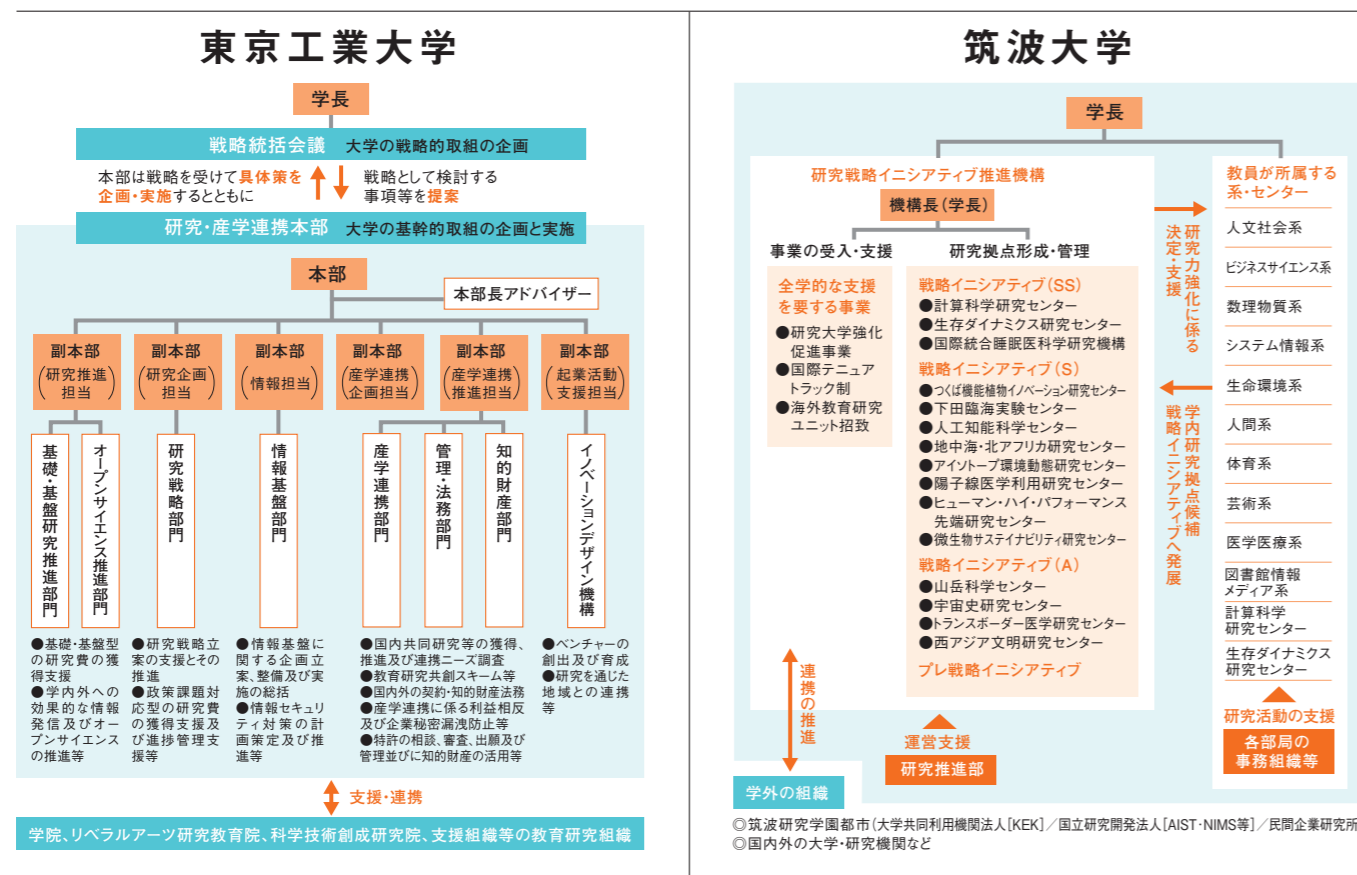 東京工業大学
学長
戦略統括会議 大学の戦略的取組の企画
本部は戦略を受けて具体策を
企画・実施するとともに
戦略として検討する
事項等を提案
研究・産学連携本部 大学の基幹的取組の企画と実施
本部
本部長アドバイザー
副本部
(研究推進
担当)
副本部
(研究企画
担当)
副本部
(情報担当)
副本部
(産学連携
企画担当)
副本部
(産学連携
推進担当)
副本部
(起業活動
支援担当)
基礎・基盤研究推進部門
オープンサイエンス推進部門
研究戦略部門
情報基盤部門
産学連携部門
管理・法務部門
知的財産部門
イノベーションデザイン機構
●基礎・基盤型
の研究費の獲
得支援
●学内外への
効果的な情報
発信及びオー
プンサイエンス
の推進等
●研究戦略立
案の支援とその
推進
●政策課題対
応型の研究費
の獲得支援及
び進捗管理支
援等
●情報基盤に
関する企画立
案、整備及び実
施の総括
●情報セキュリ
ティ対策の計
画策定及び推
進等
●国内共同研究等の獲得、
推進及び連携ニーズ調査
●教育研究共創スキーム等
●国内外の契約・知的財産法務
●産学連携に係る利益相反
及び企業秘密漏洩防止等
●特許の相談、審査、出願及び
管理並びに知的財産の活用等
●ベンチャーの
創出及び育成
●研究を通じた
地域との連携
等
支援・連携
学院、リベラルアーツ研究教育院、科学技術創成研究院、支援組織等の教育研究組織
筑波大学
学長
研究戦略イニシアティブ推進機構
機構長(学長)
事業の受入・支援
全学的な支援
を要する事業
●研究大学強化
促進事業
●国際テニュア
トラック制
●海外教育研究
ユニット招致
研究拠点形成・管理
戦略イニシアティブ(SS)
●計算科学研究センター
●生存ダイナミクス研究センター
●国際統合睡眠医科学研究機構
戦略イニシアティブ(S)
●つくば機能植物イノベーション研究センター
●下田臨海実験センター
●人工知能科学センター
●地中海・北アフリカ研究センター
●アイソトープ環境動態研究センター
●陽子線医学利用研究センター
●ヒューマン・ハイ・パフォーマンス
先端研究センター
●微生物サステイナビリティ研究センター
戦略イニシアティブ(A)
●山岳科学センター
●宇宙史研究センター
●トランスボーダー医学研究センター
●西アジア文明研究センター
プレ戦略イニシアティブ
研究力強化に係る
決定・支援
学内研究拠点候補
戦略イニシアティブへ発展
教員が所属する
系・センター
人文社会系
ビジネスサイエンス系
数理物質系
システム情報系
生命環境系
人間系
体育系
芸術系
医学医療系
図書館情報
メディア系
計算科学
研究センター
生存ダイナミクス
研究センター
研究活動の支援
各部局の
事務組織等
連携の推進
運営支援
研究推進部
学外の組織
◎筑波研究学園都市(大学共同利用機関法人[KEK]/国立研究開発法人[AIST・NIMS等]/民間企業研究所
◎国内外の大学・研究機関など